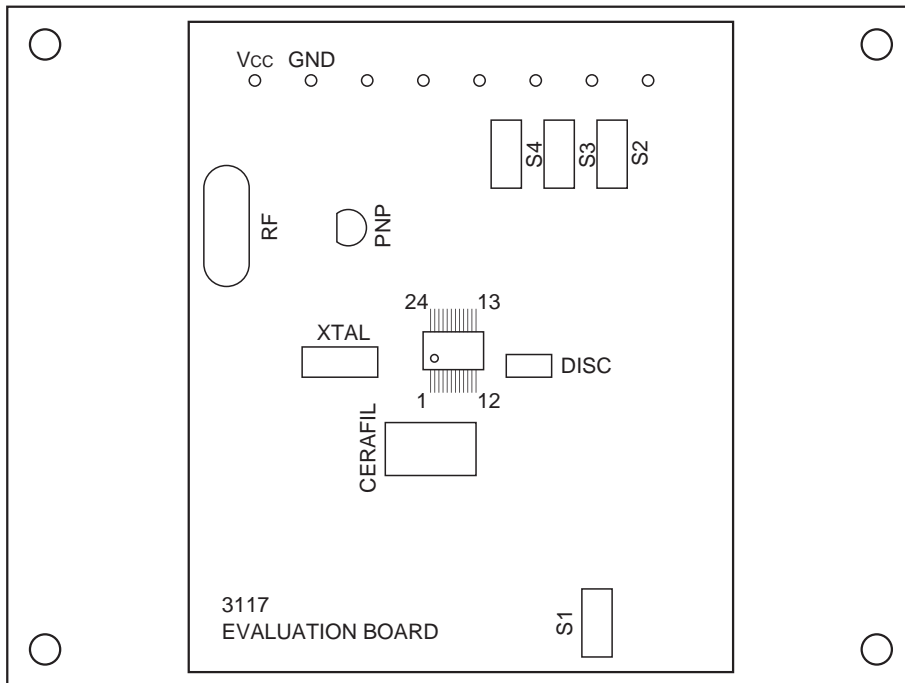 VCC GND
S4
S3
S2
RF
PNP
24 13
XTAL
DISC
1 12
CERAFIL
3117
EVALUATION BOARD
S1